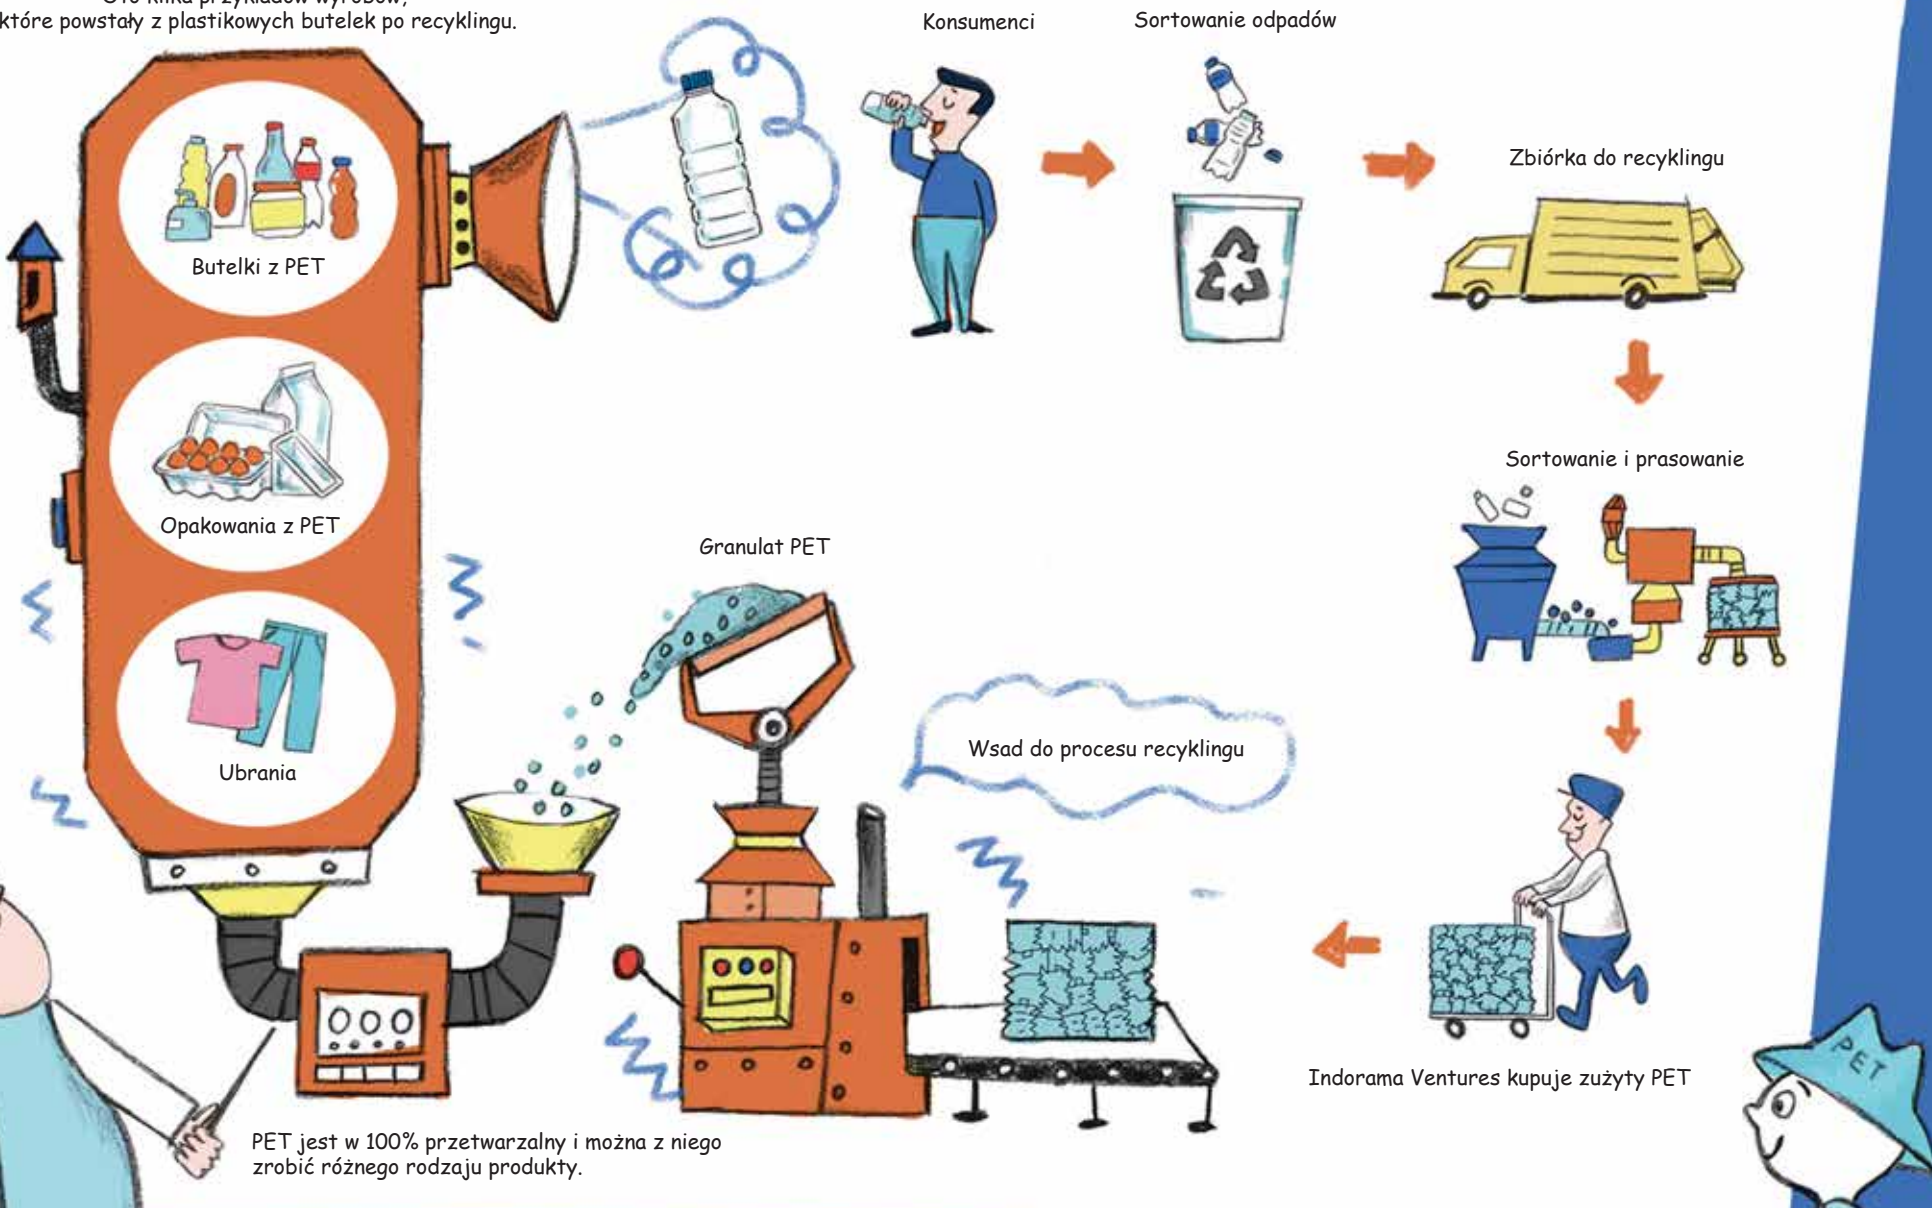 które powstały z plastikowych butelek po recyklingu.
Konsumenci
Sortowanie odpadów
Zbiórka do recyklingu
Butelki z PET
Sortowanie i prasowanie
Opakowania z PET
Granulat PET
Wsad do procesu recyklingu
Ubrania
Indorama Ventures kupuje zużyty PET
PET
PET jest w 100% przetwarzalny i można z niego
zrobić różnego rodzaju produkty.